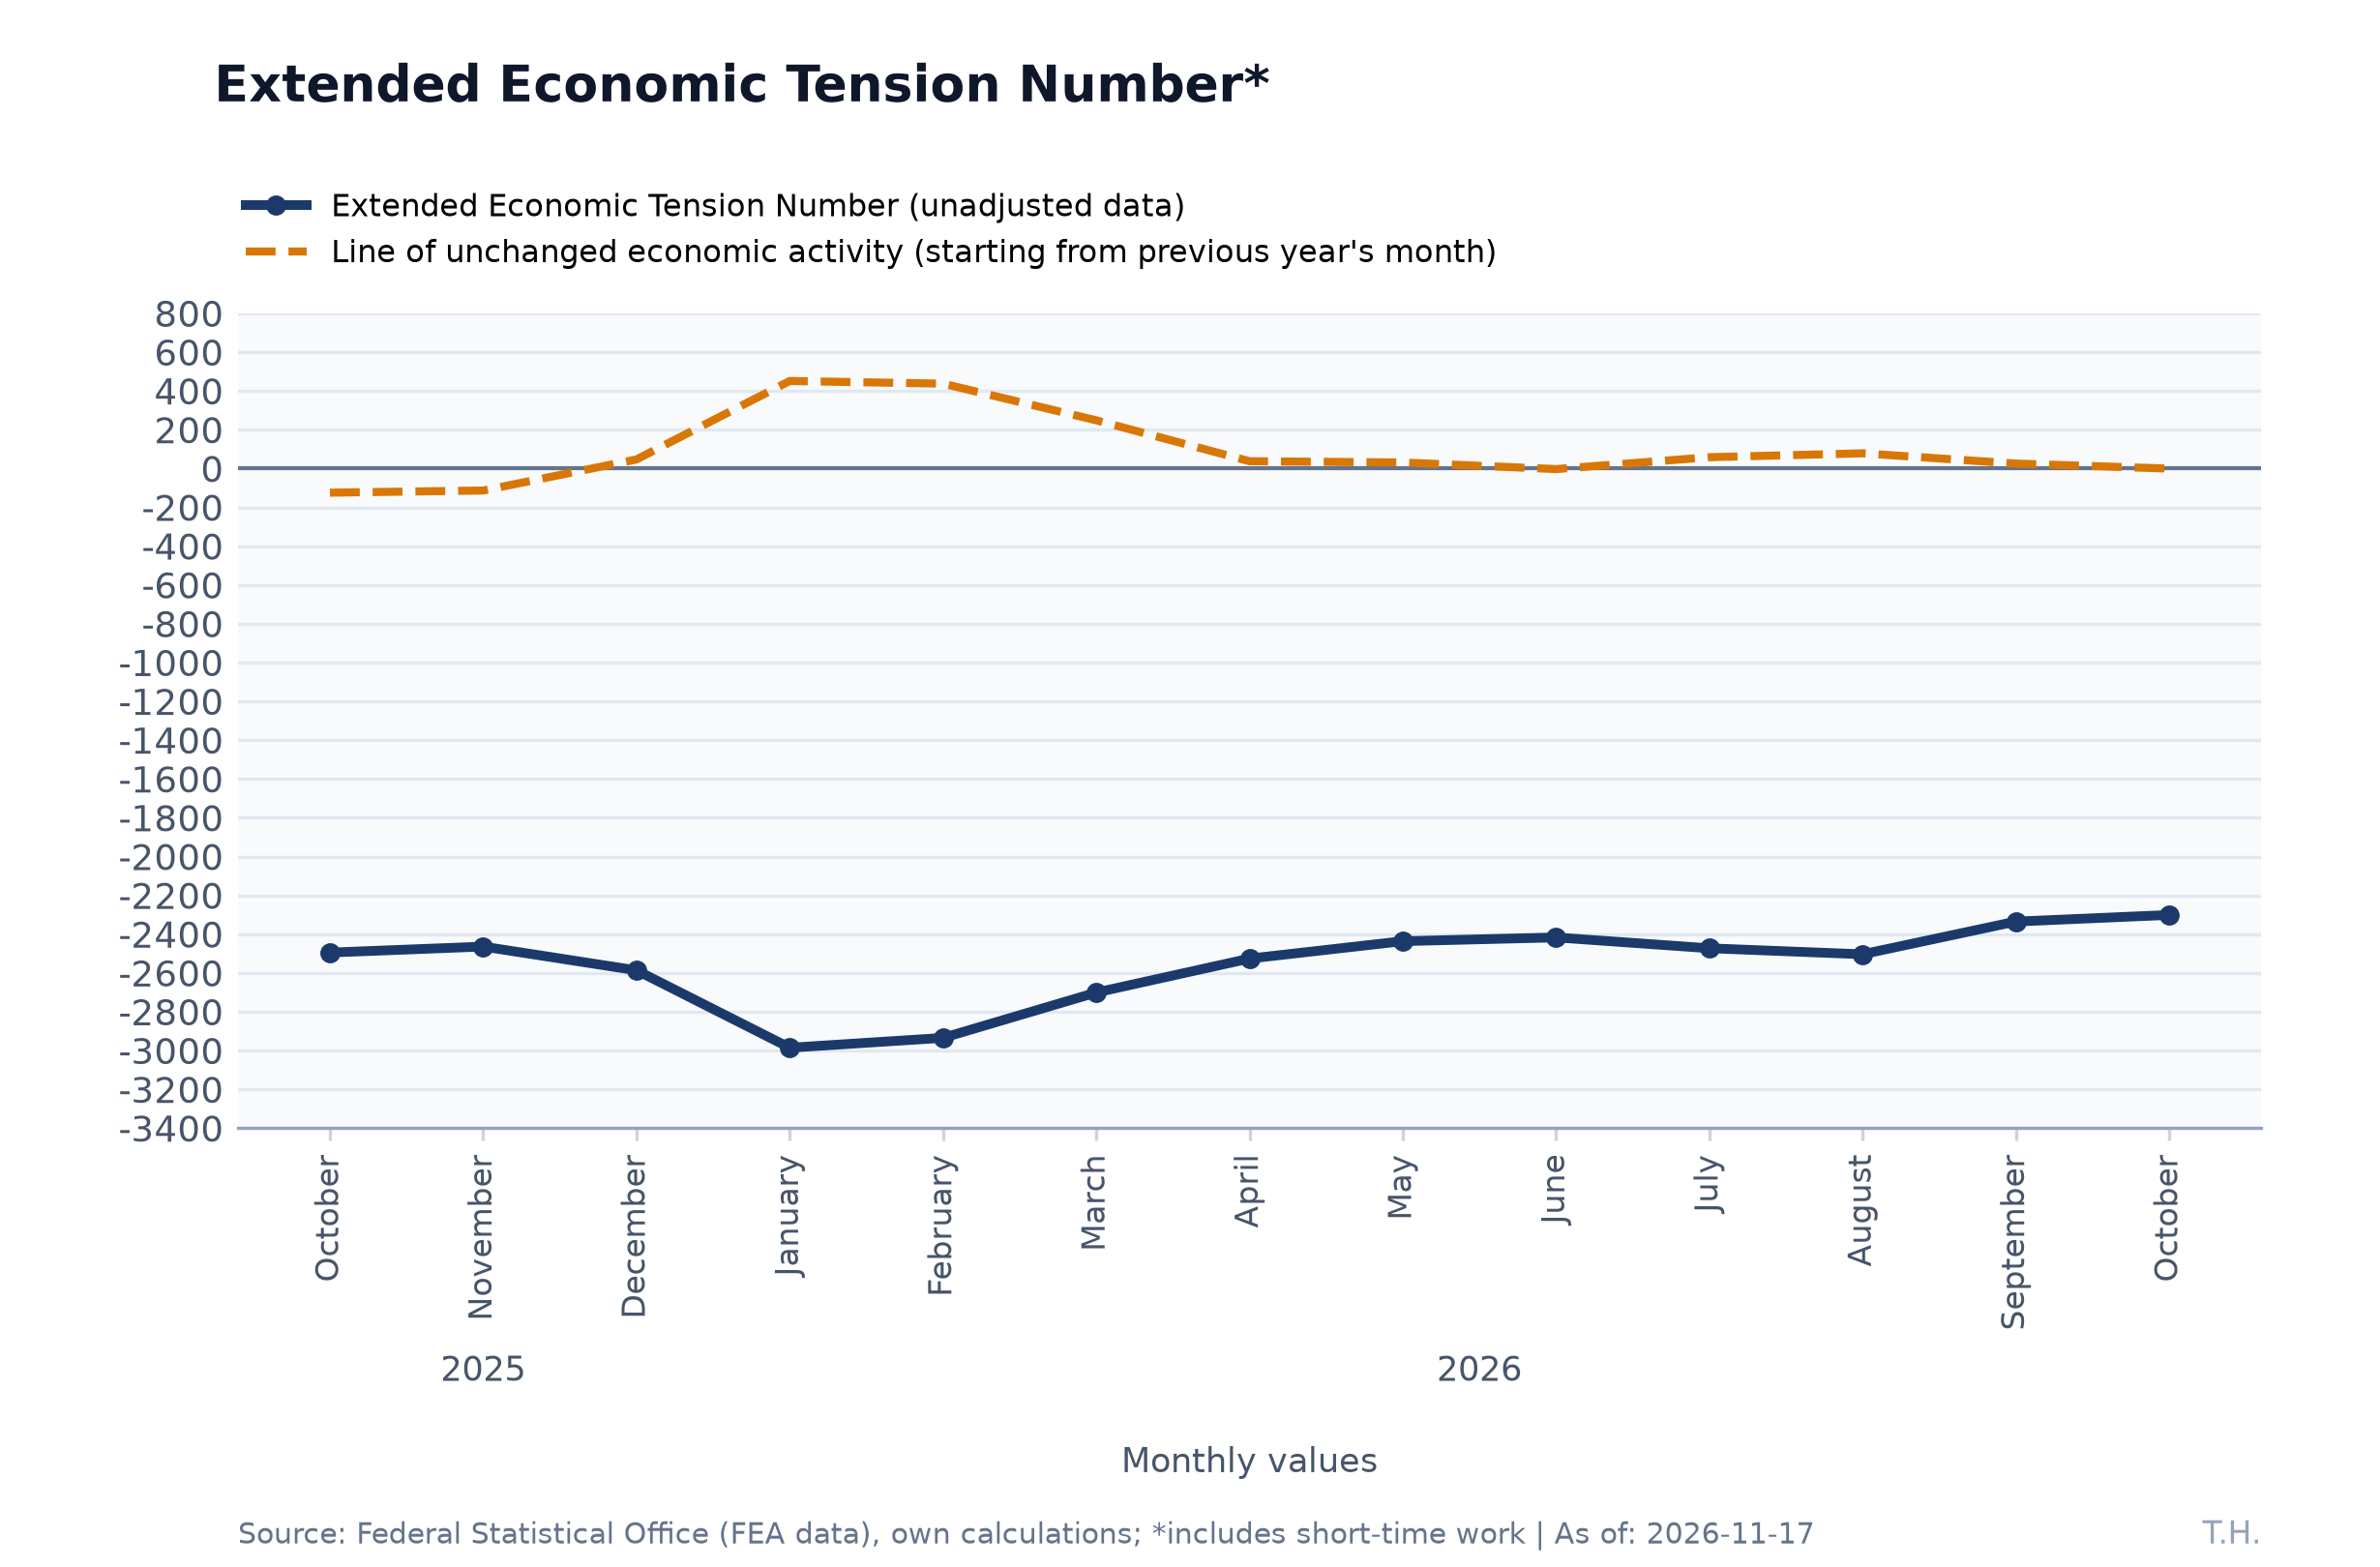 Extended Economic Tension Number*
Extended Economic Tension Number (unadjusted data)
Line of unchanged economic activity (starting from previous year's month)
800
600
400
200
0
-200
-400
-600
-800
-1000
-1200
-1400
-1600
-1800
-2000
-2200
-2400
-2600
-2800
-3000
-3200
-3400
October
November
December
January
February
March
April
May
June
July
August
September
October
2025
2026
Monthly values
Source: Federal Statistical Office (FEA data), own calculations; *includes short-time work | As of: 2026-11-17
T.H.